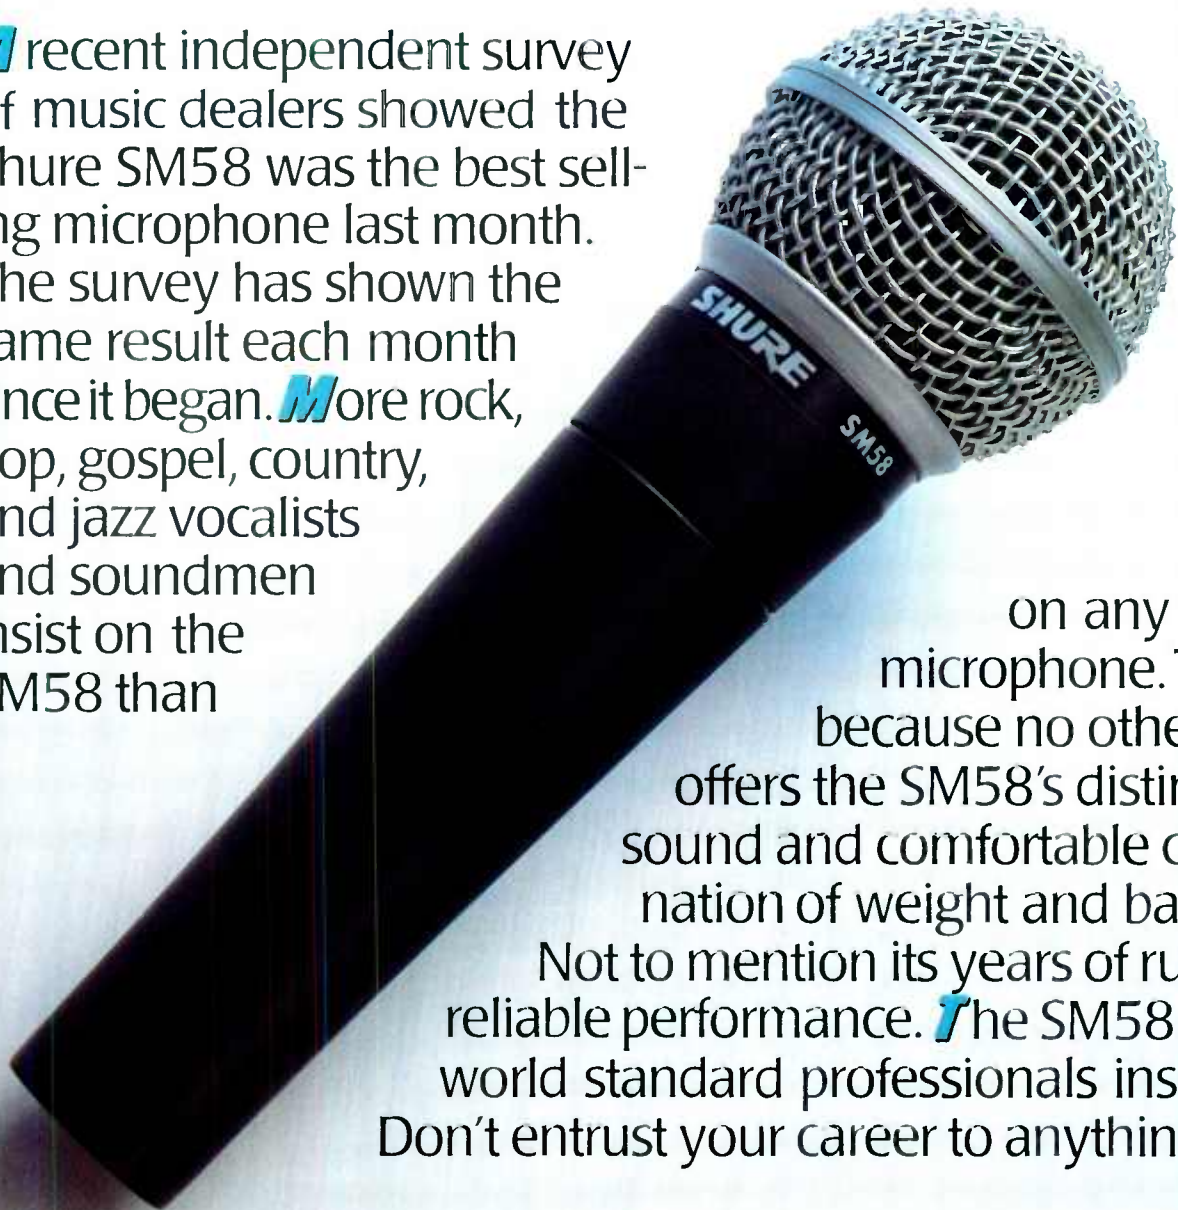 A recent independent survey
f music dealers showed the
hure SM58 was the best sell-
ng microphone last month.
he survey has shown the
ame result each month
nce it began. More rock,
op, gospel, country,
nd jazz vocalists
nd soundmen
nsist on the
M58 than
SHURE
SM58
on any
microphone. T
because no othe
offers the SM58's distin
sound and comfortable c
nation of weight and ba
Not to mention its years of ru
reliable performance. The SM58
world standard professionals ins
Don't entrust your career to anythin